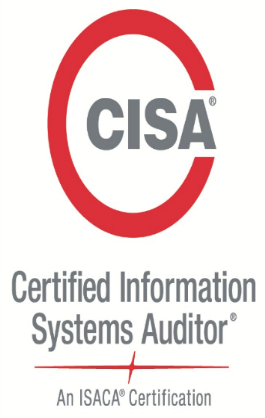 CISA®
Certified Information
Systems Auditor®
An ISACA® Certification